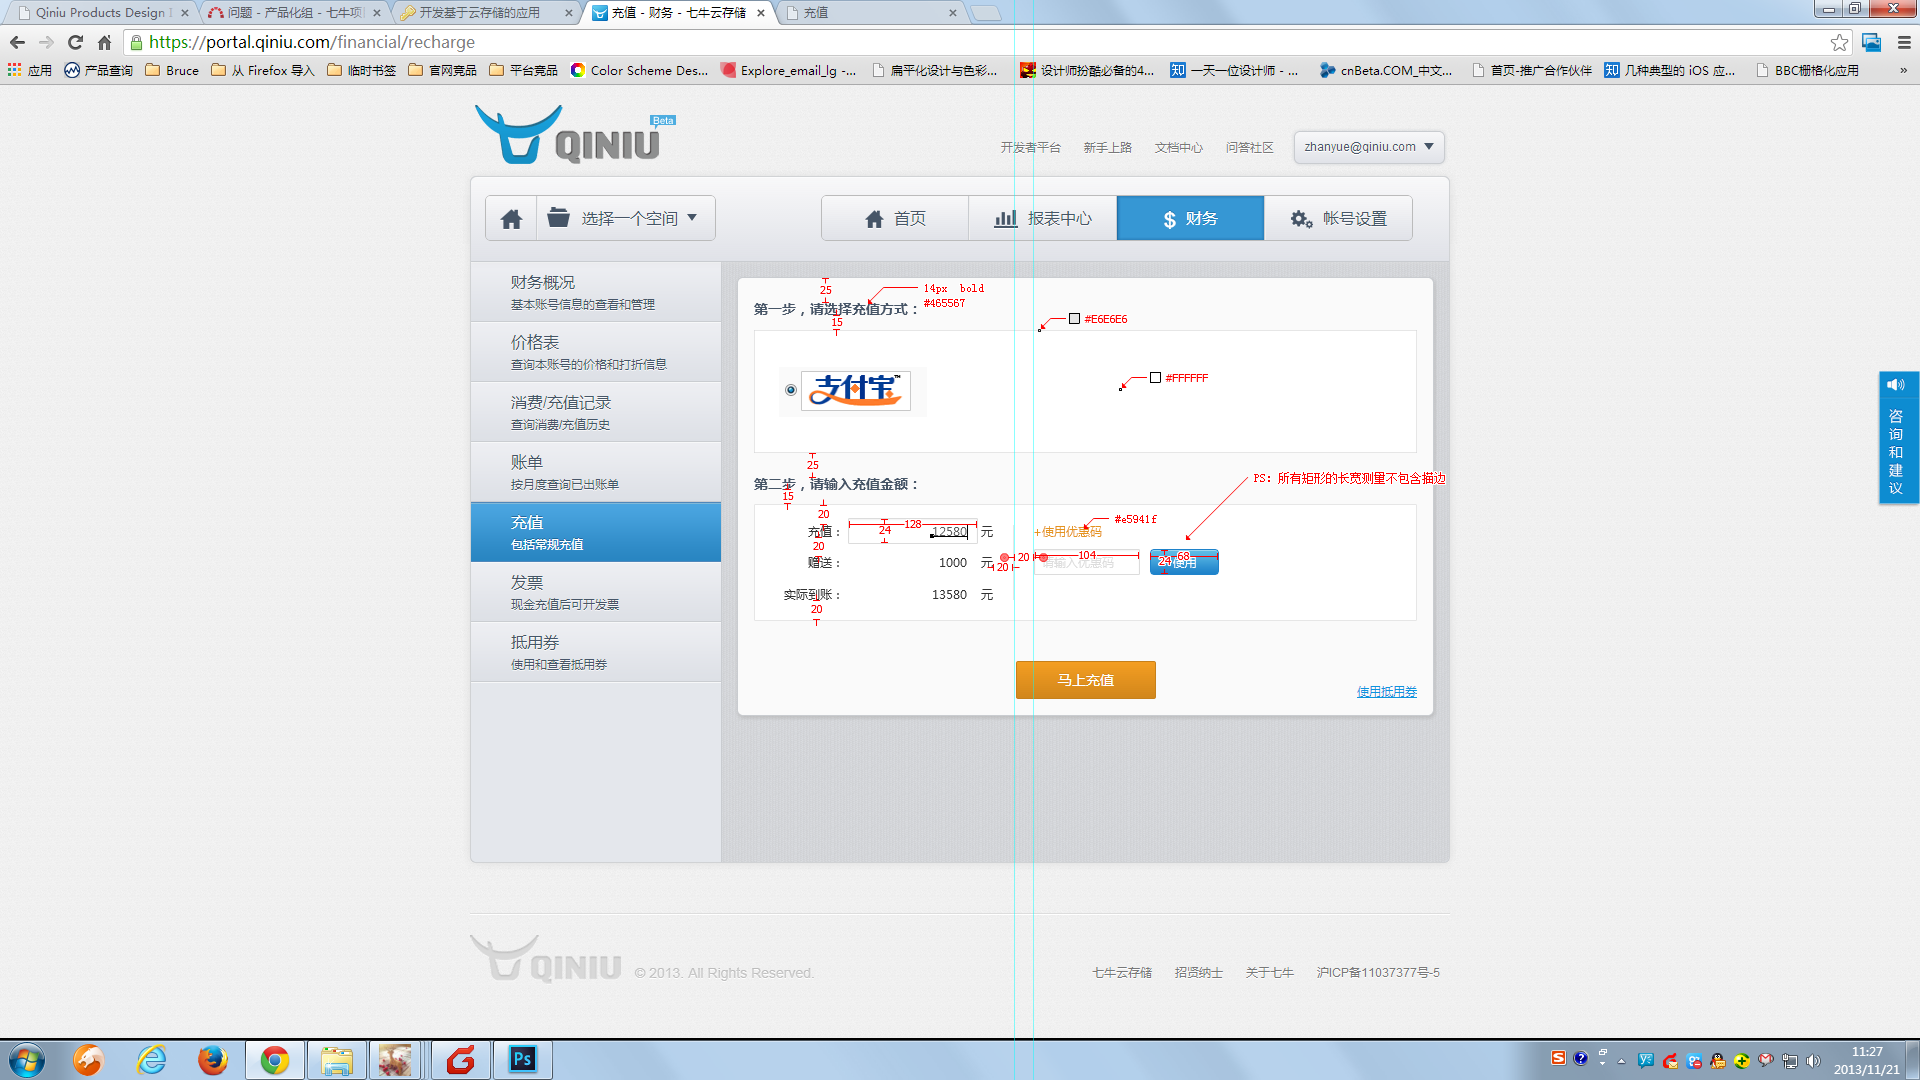 Qiniu Products Design
问题 - 产品化组 - 七牛项
开发基于云存储的应用
充值 - 财务 - 七牛云存储
充值
https://portal.qiniu.com/financial/recharge
应用
产品查询
Bruce
从 Firefox 导入
临时书签
官网竞品
平台竞品
Color Scheme Des...
Explore_email_lg -...
扁平化设计与色彩...
设计师扮酷必备的4...
一天一位设计师 - ...
cnBeta.COM_中文...
首页-推广合作伙伴
几种典型的 iOS 应...
BBC栅格化应用
»
QINIU
Beta
开发者平台
新手上路
文档中心
问答社区
zhanyue@qiniu.com
选择一个空间
首页
报表中心
$ 财务
帐号设置
财务概况
基本账号信息的查看和管理
价格表
查询本账号的价格和打折信息
消费/充值记录
查询消费/充值历史
账单
按月度查询已出账单
充值
包括常规充值
发票
现金充值后可开发票
抵用券
使用和查看抵用券
25
14px bold
#465567
第一步，请选择充值方式：
15
#E6E6E6
支付宝™
#FFFFFF
25
第二步，请输入充值金额：
15
PS：所有矩形的长宽测量不包含描边
20
充值：
128
24
12580
元
+使用优惠码
#e5941f
20
赠送：
1000
元
20
20
104
请输入优惠码
24
68
使用
实际到账：
13580
元
20
马上充值
使用抵用券
咨询和建议
QINIU
© 2013. All Rights Reserved.
七牛云存储
招贤纳士
关于七牛
沪ICP备11037377号-5
Ps
11:27
2013/11/21